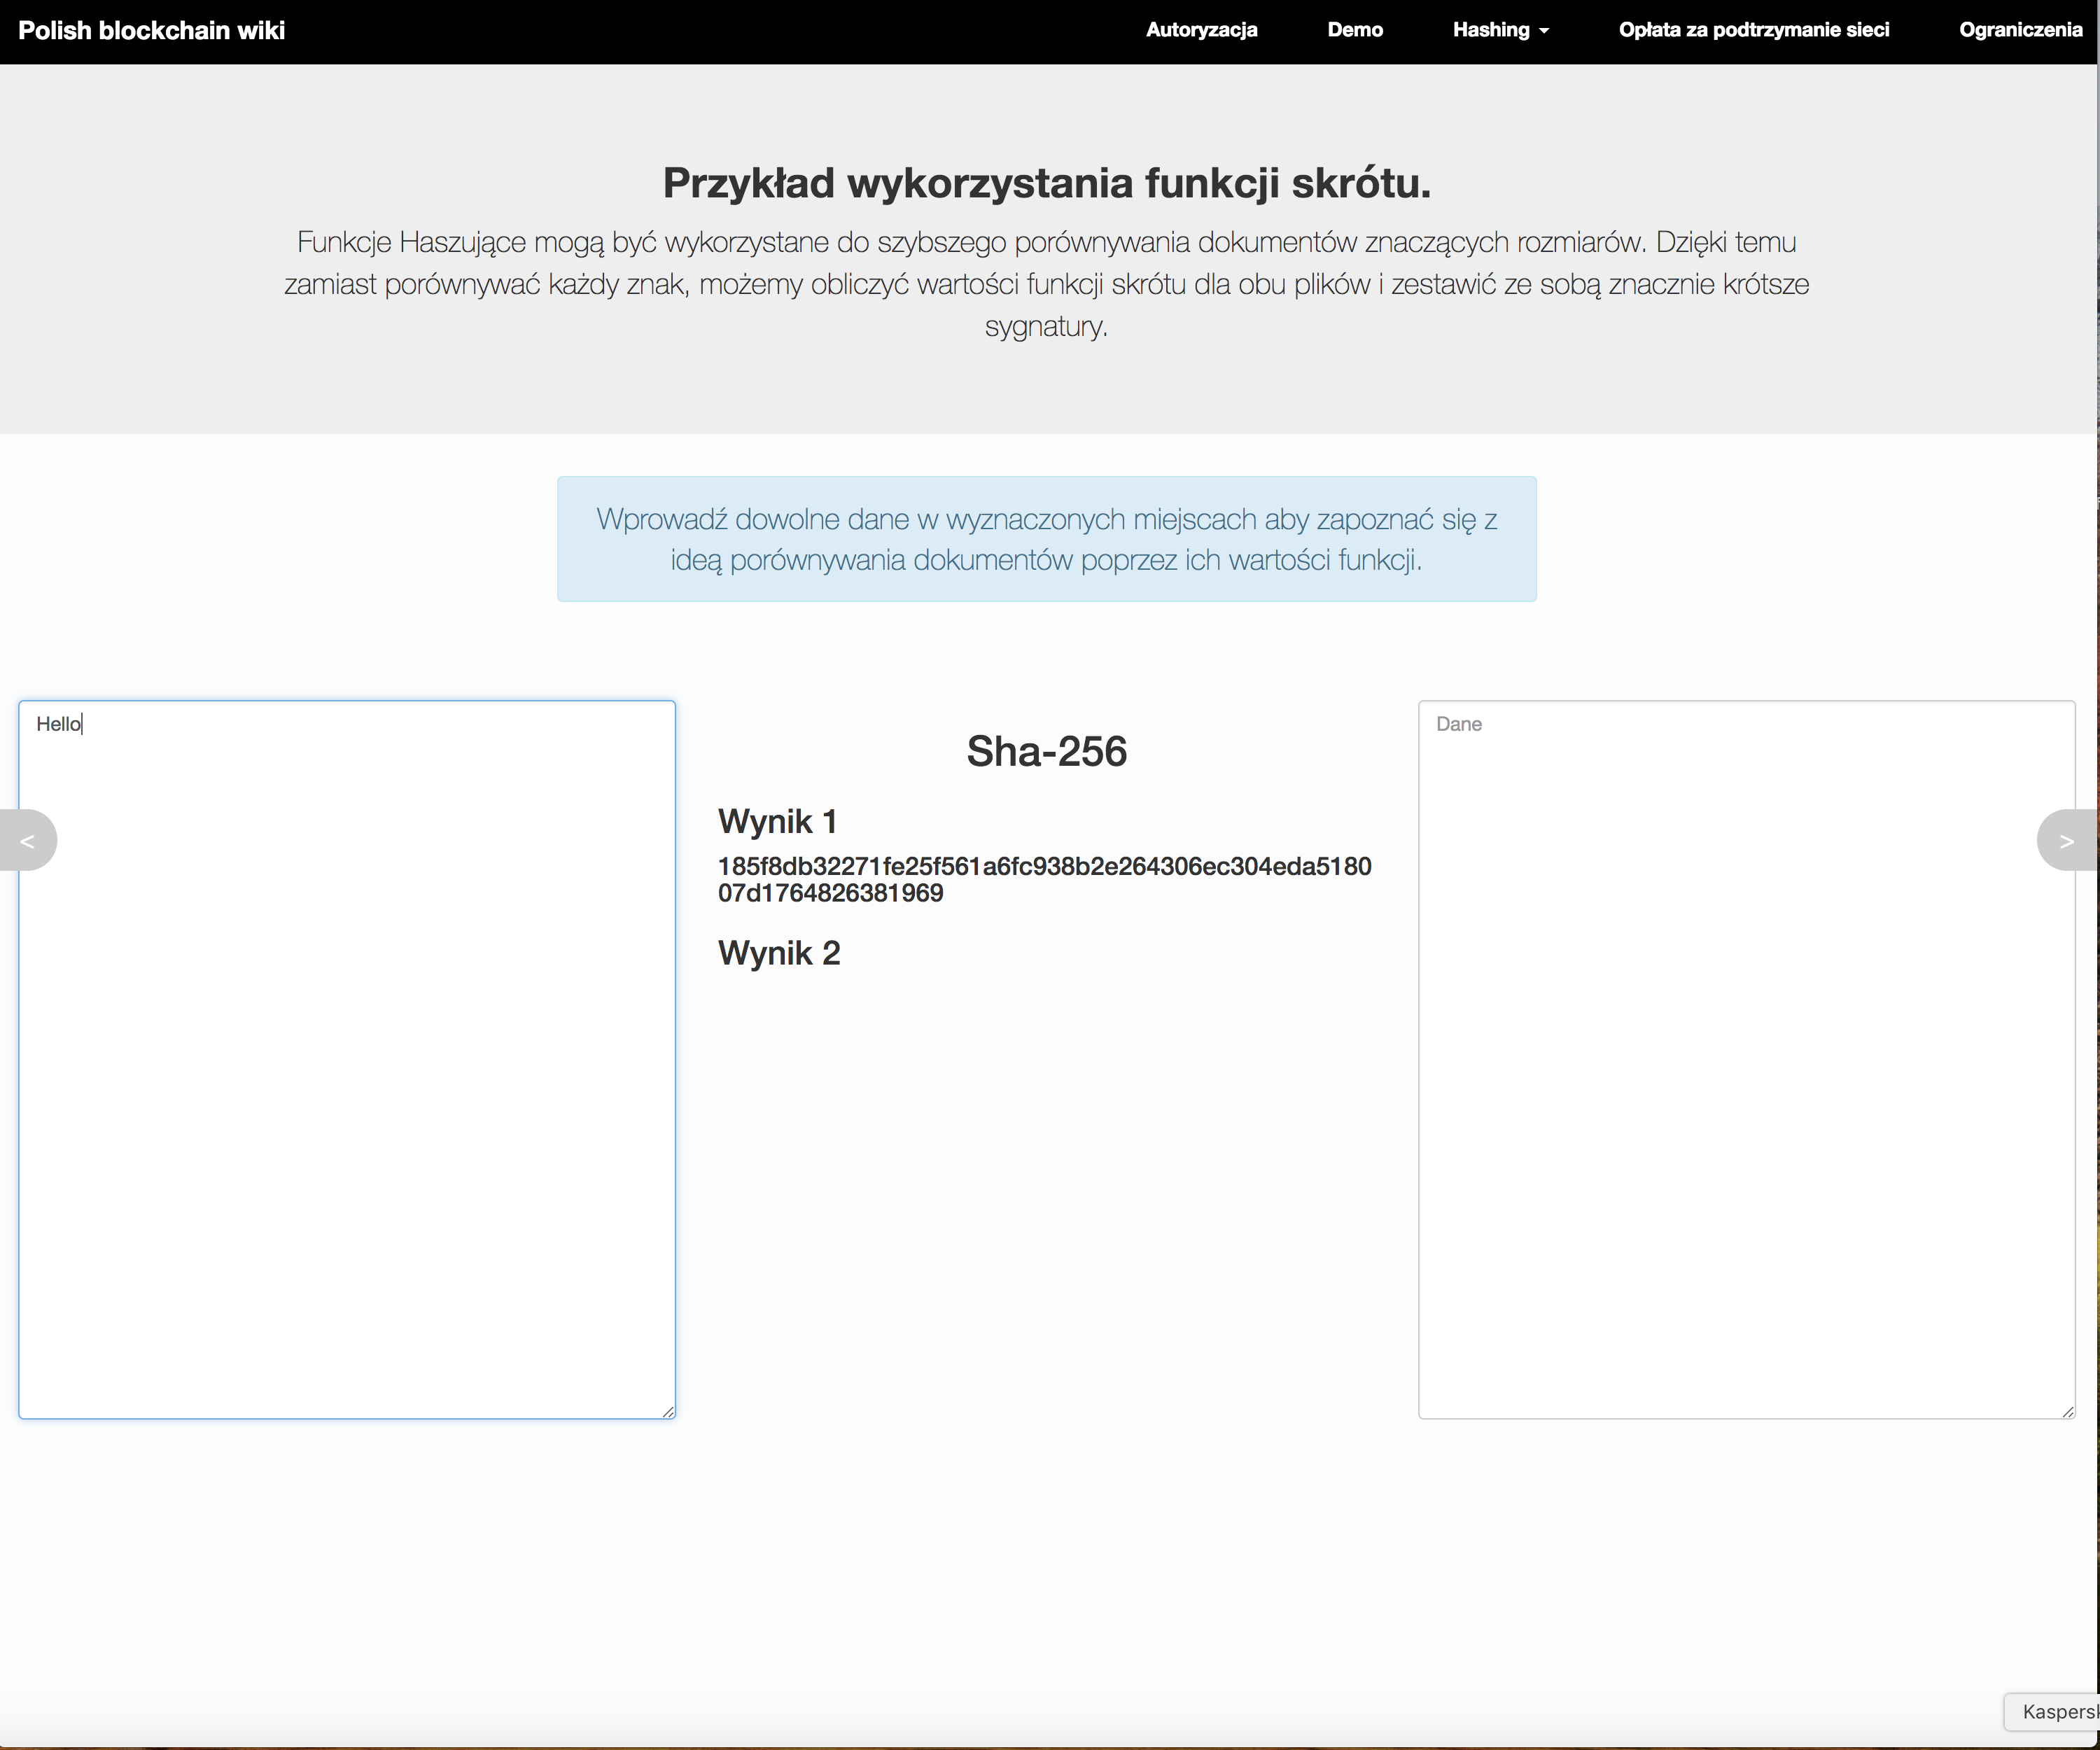 Polish blockchain wiki
Autoryzacja Demo Hashing Opłata za podtrzymanie sieci Ograniczenia
Przykład wykorzystania funkcji skrótu.
Funkcje Haszujące mogą być wykorzystane do szybszego porównywania dokumentów znaczących rozmiarów. Dzięki temu
zamiast porównywać każdy znak, możemy obliczyć wartości funkcji skrótu dla obu plików i zestawić ze sobą znacznie krótsze
sygnatury.
Wprowadź dowolne dane w wyznaczonych miejscach aby zapoznać się z
ideą porównywania dokumentów poprzez ich wartości funkcji.
Hello
Sha-256
Wynik 1
185f8db32271fe25f561a6fc938b2e264306ec304eda5180
07d1764826381969
Wynik 2
Dane
<
>